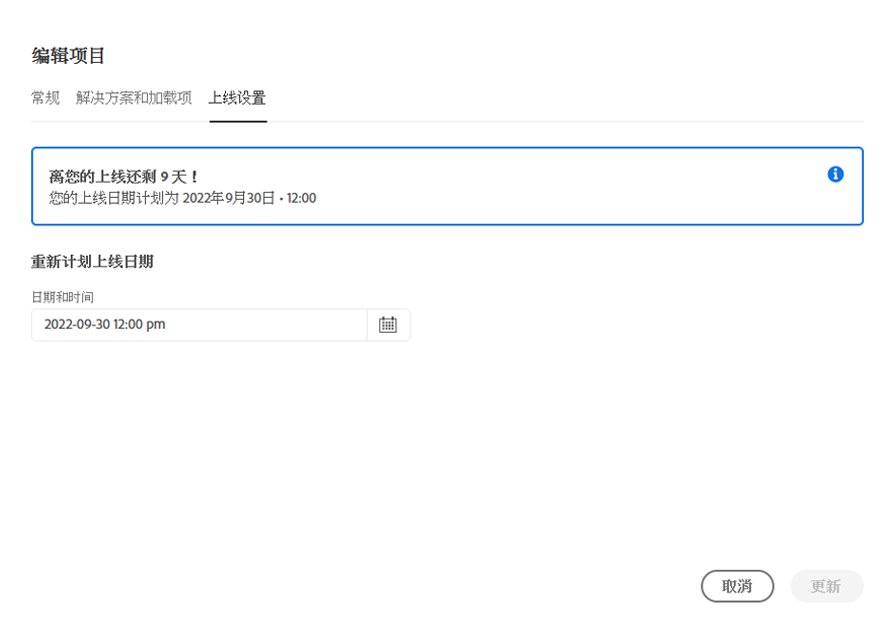 编辑项目
常规 解决方案和加载项 上线设置
离您的上线还剩 9 天！
您的上线日期计划为 2022年9月30日 • 12:00
重新计划上线日期
日期和时间
2022-09-30 12:00 pm
取消 更新